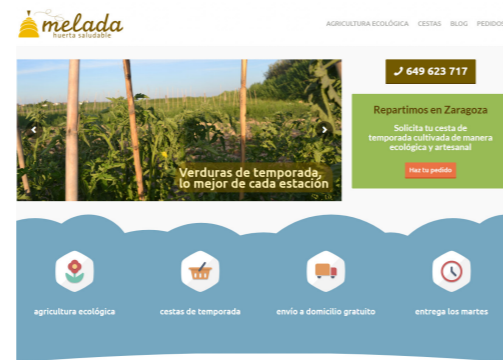 melada
huerta saludable
AGRICULTURA ECOLÓGICA CESTAS BLOG PEDIDOS
649 623 717
Repartimos en Zaragoza
Solicita tu cesta de
temporada cultivada de manera
ecológica y artesanal
Haz tu pedido
Verduras de temporada,
lo mejor de cada estación
agricultura ecológica
cestas de temporada
envío a domicilio gratuito
entrega los martes